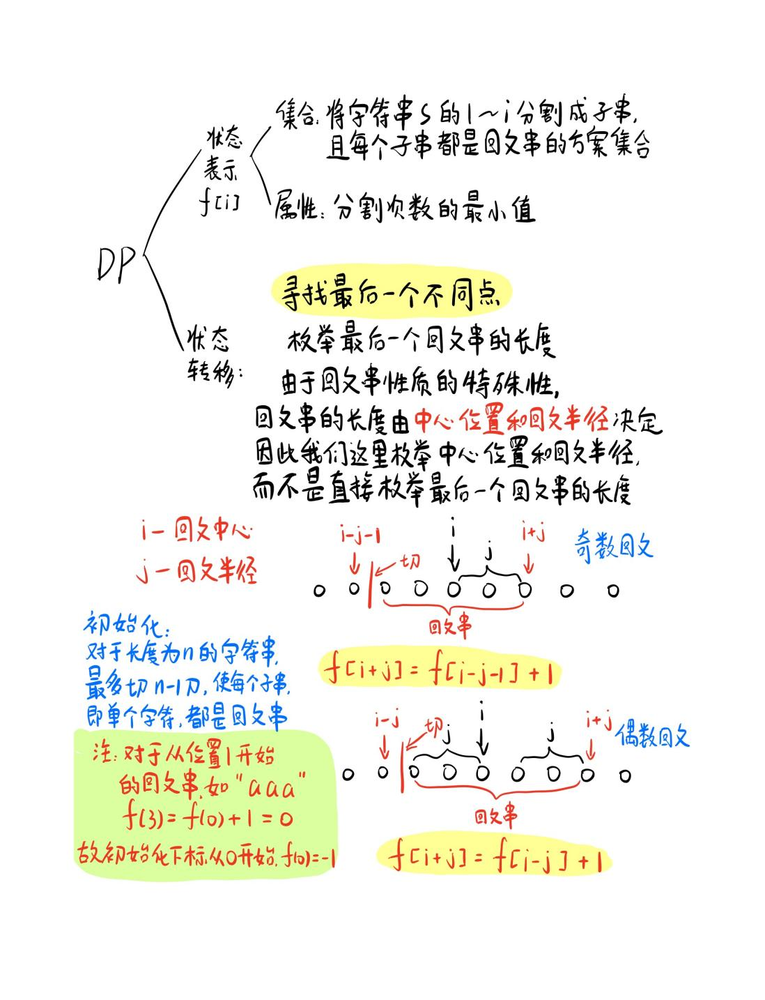 集合:将字符串S的1~i分割成子串,
且每个子串都是回文串的方案集合
状态
表示
f[i]
属性:分割次数的最小值
DP
寻找最后一个不同点
状态
转移:
枚举最后一个回文串的长度
由于回文串性质的特殊性,
回文串的长度由中心位置和回文半径决定
因此我们这里枚举中心位置和回文半径,
而不是直接枚举最后一个回文串的长度
i-回文中心
j-回文半径
i-j-1
i
j
i+j
奇数回文
切
回文串
f[i+j]=f[i-j-1]+1
初始化:
对于长度为n的字符串,
最多切n-1刀,使每个子串,
即单个字符,都是回文串
注:对于从位置1开始
的回文串,如"aaa"
f(3)=f(0)+1=0
故初始化下标从0开始,f(0)=-1
i-j
切
j
i
j
i+j
偶数回文
回文串
f[i+j]=f[i-j]+1